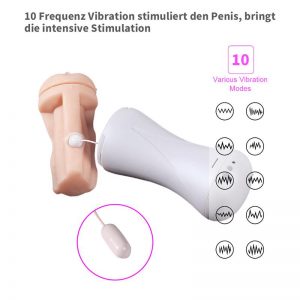 10 Frequenz Vibration stimuliert den Penis, bringt
die intensive Stimulation
10
Various Vibration
Modes